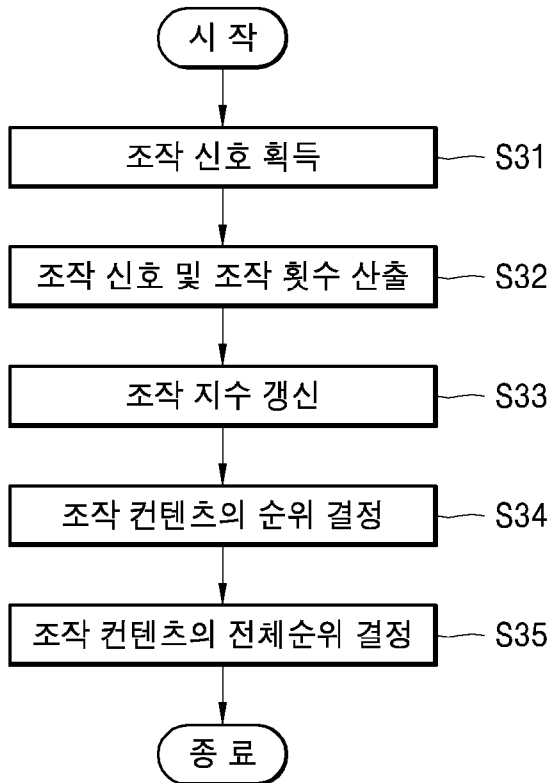 시 작
조작 신호 획득
S31
조작 신호 및 조작 횟수 산출
S32
조작 지수 갱신
S33
조작 컨텐츠의 순위 결정
S34
조작 컨텐츠의 전체순위 결정
S35
종 료